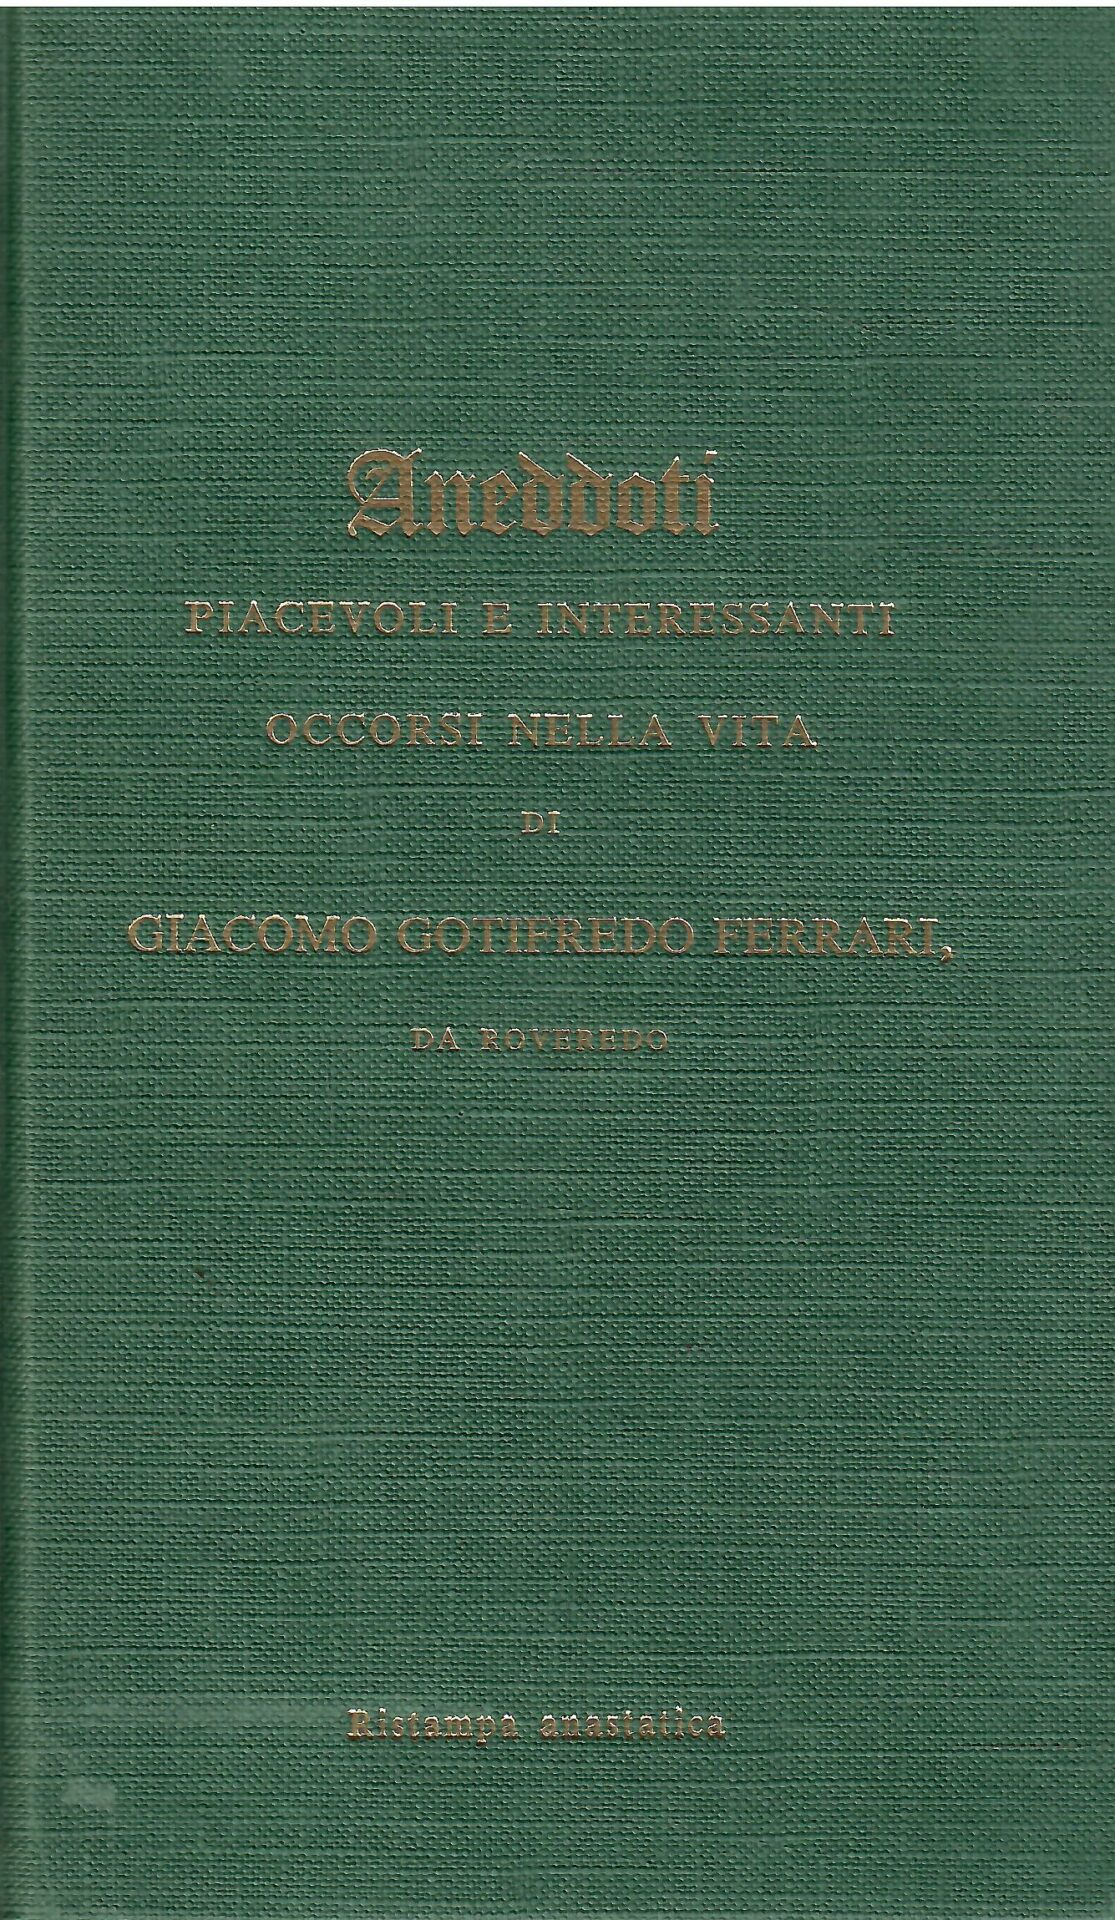 Aneddoti
PIACEVOLI E INTERESSANTI
OCCORSI NELLA VITA
DI
GIACOMO GOTIFREDO FERRARI,
DA ROVEREDO
Ristampa anastatica